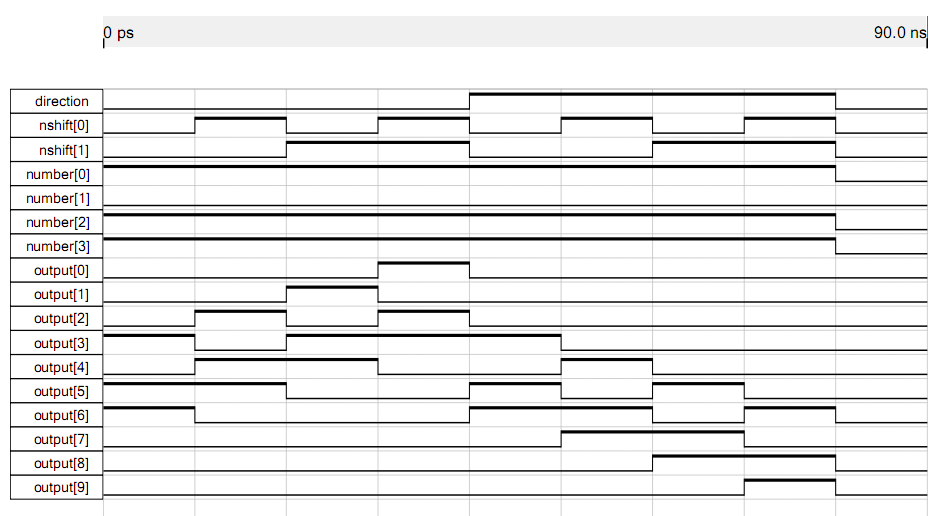 0 ps 90.0 ns
direction
nshift[0]
nshift[1]
number[0]
number[1]
number[2]
number[3]
output[0]
output[1]
output[2]
output[3]
output[4]
output[5]
output[6]
output[7]
output[8]
output[9]